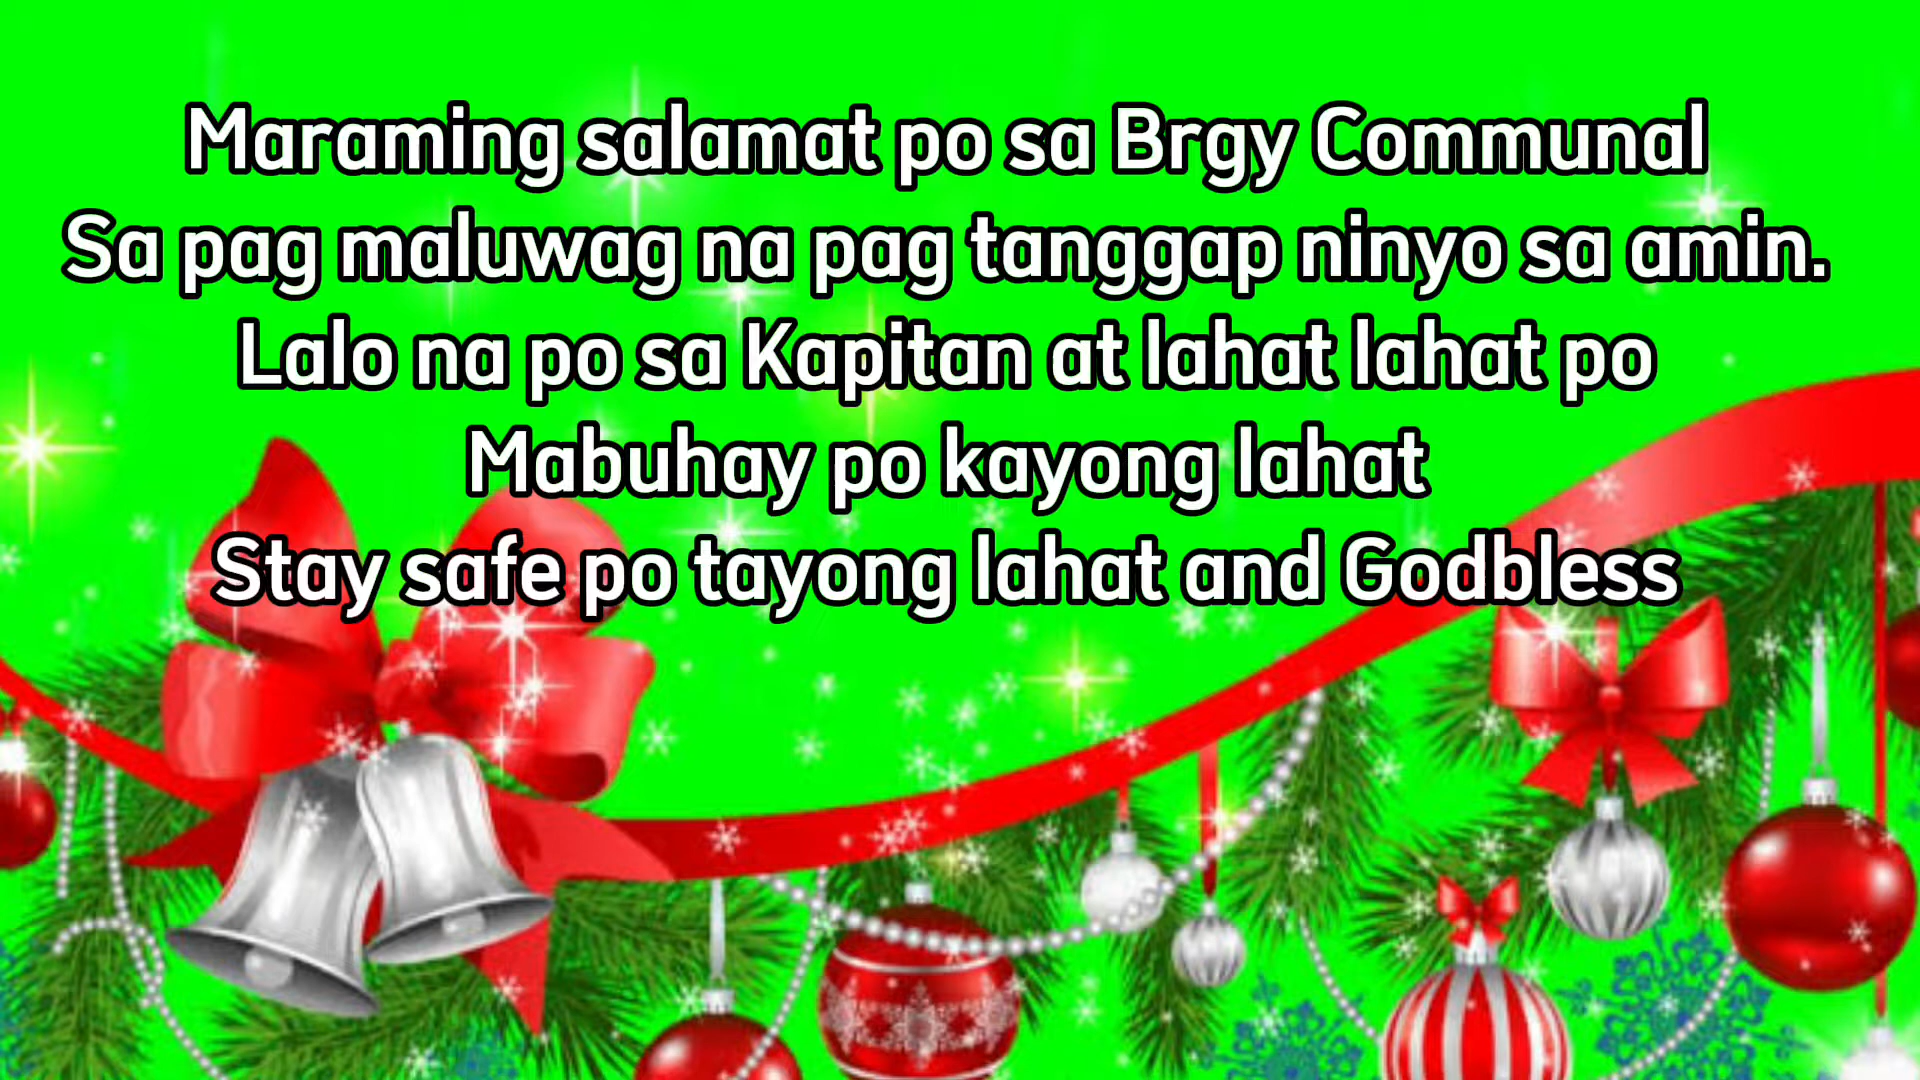 Maraming salamat po sa Brgy Communal
Sa pag maluwag na pag tanggap ninyo sa amin.
Lalo na po sa Kapitan at lahat lahat po
Mabuhay po kayong lahat
Stay safe po tayong lahat and Godbless